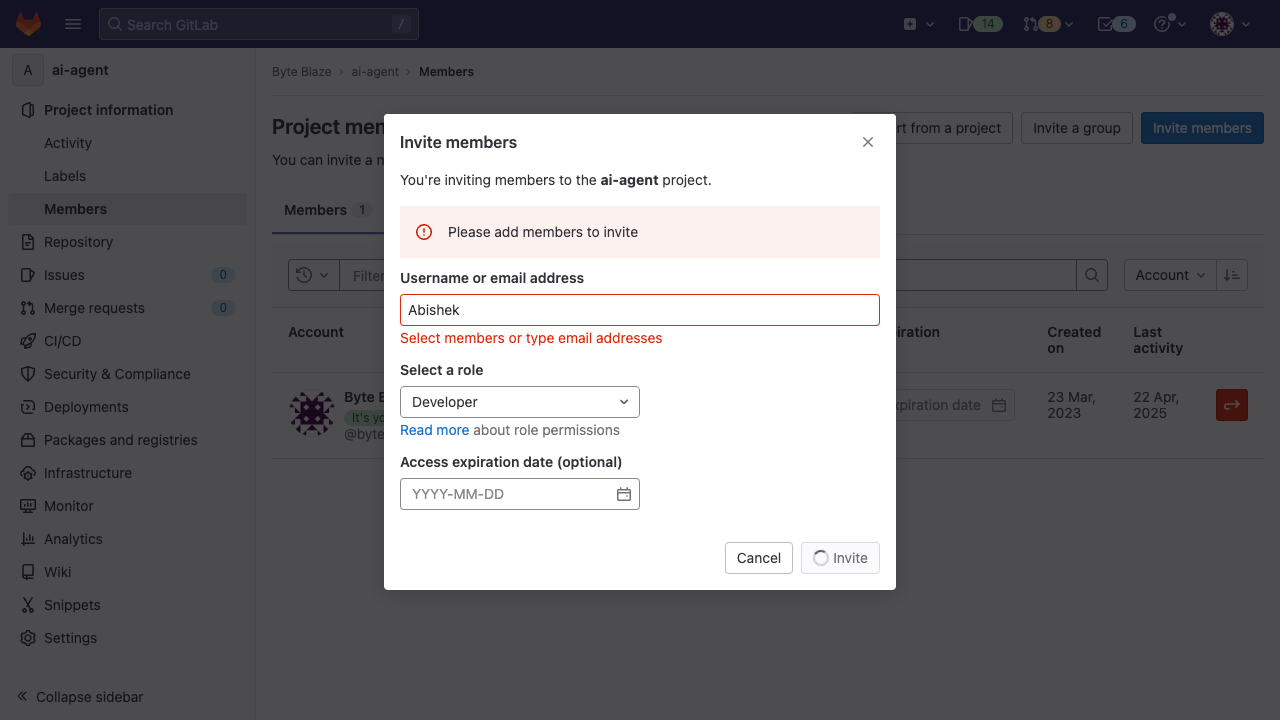 Search GitLab
/
14
8
6
A
ai-agent
Project information
Activity
Labels
Members
Repository
Issues
0
Merge requests
0
CI/CD
Security & Compliance
Deployments
Packages and registries
Infrastructure
Monitor
Analytics
Wiki
Snippets
Settings
Collapse sidebar
Byte Blaze
ai-agent
Members
Project mem
rt from a project
Invite a group
Invite members
You can invite a n
Members 1
Filter
Account
Account
iration
Created on
Last activity
Byte B
It's yo
@byte
xpiration date
23 Mar, 2023
22 Apr, 2025
Invite members
You're inviting members to the ai-agent project.
Please add members to invite
Username or email address
Abishek
Select members or type email addresses
Select a role
Developer
Read more about role permissions
Access expiration date (optional)
YYYY-MM-DD
Cancel
Invite